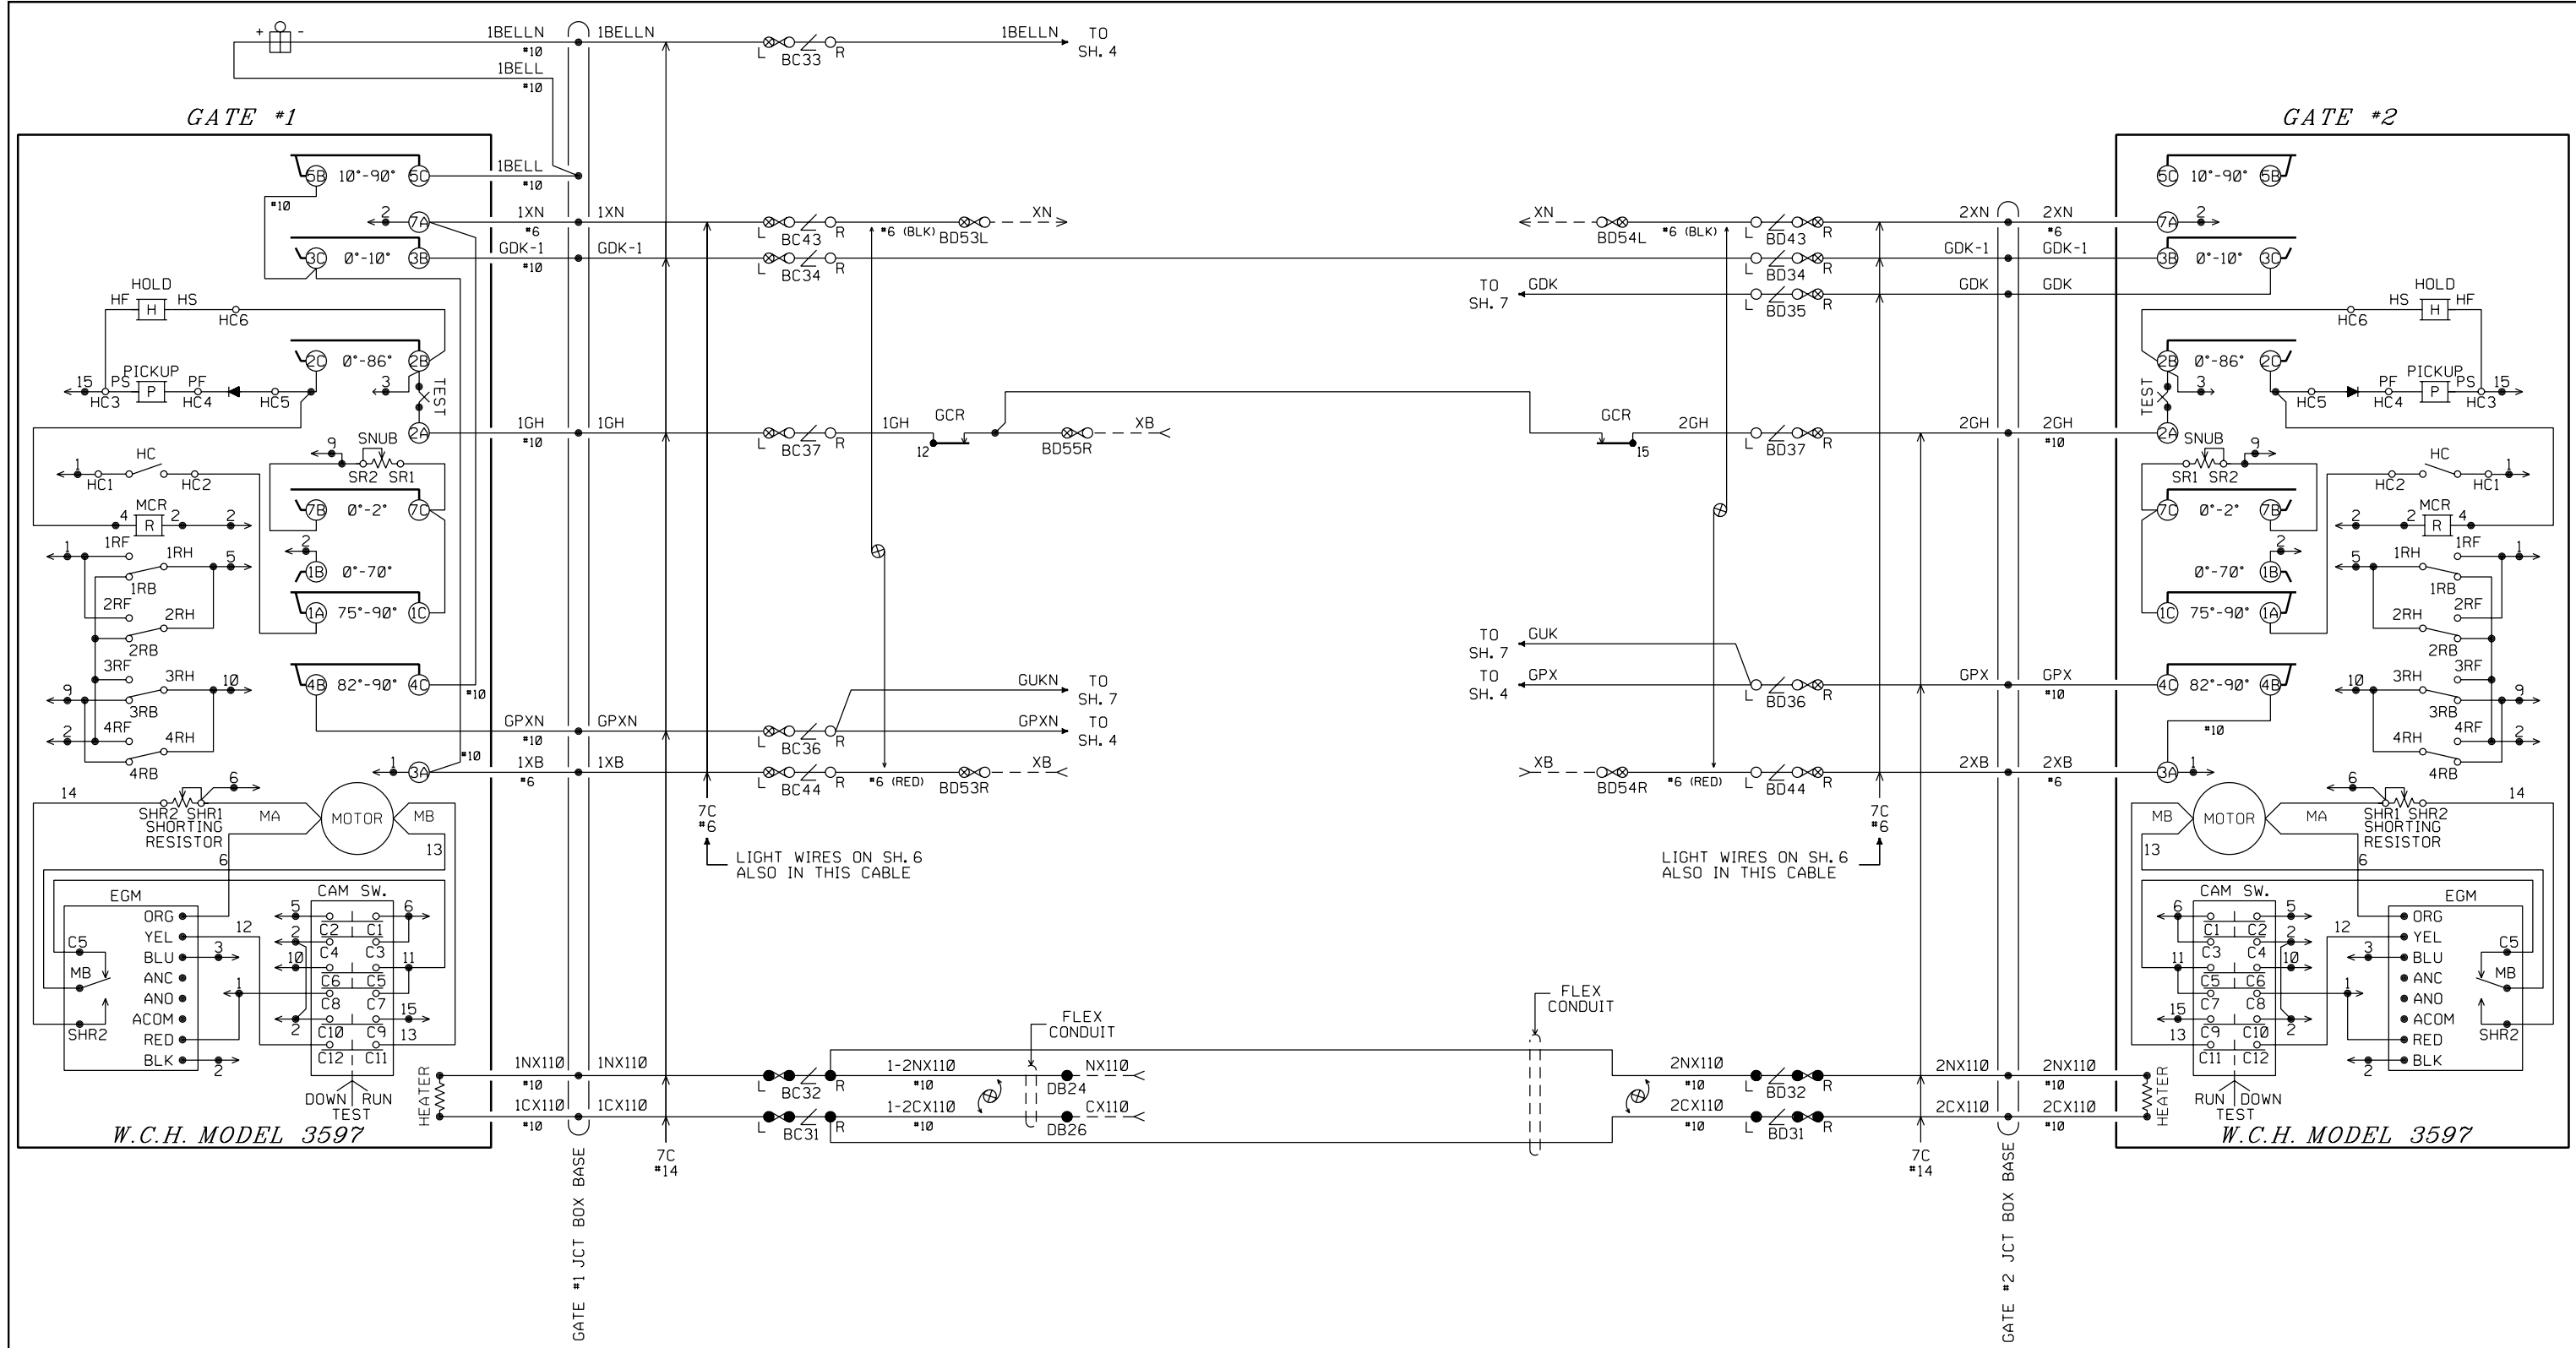 + - 1BELLN 1BELLN 1BELLN TO
#10 L BC33 R SH. 4
1BELL
#10
GATE #1 GATE #2
5B 10°-90° 5C 1BELL 5C 10°-90° 5B
#10 #10
2 7A 1XN 1XN XN XN 2XN 2XN 7A 2
#6 L BC43 R #6 (BLK) BD53L BD54L #6 (BLK) L BD43 R #6
3C 0°-10° 3B GDK-1 GDK-1 GDK-1 GDK-1 3B 0°-10° 3C
#10 L BC34 R L BD34 R
HOLD TO GDK GDK GDK HOLD
HF H HS SH. 7 L BD35 R HS H HF
HC6 HC6
2C 0°-86° 2B 2B 0°-86° 2C
PICKUP PICKUP
15 PS P PF 3 TEST TEST 3 PF P PS 15
HC3 HC4 HC5 HC5 HC4 HC3
2A 1GH 1GH 1GH GCR XB GCR 2GH 2GH 2GH 2A
#10 L BC37 R 12 BD55R 15 L BD37 R #10
9 SNUB SNUB 9
SR2 SR1 SR1 SR2
1 HC HC 1
HC1 HC2 HC2 HC1
7B 0°-2° 7C 7C 0°-2° 7B
MCR MCR
4 R 2 2 2 2 R 4
1 1RF 1RH 5 5 1RH 1RF 1
1RB 1RB
2 1B 0°-70° 0°-70° 1B 2
2RF 2RH 2RH 2RF
2RB 2RB
1A 75°-90° 1C 1C 75°-90° 1A
TO GUK
SH. 7
3RF 3RH 10 10 3RH 3RF
9 3RB 3RB 9
4B 82°-90° 4C #10 GUKN TO TO GPX GPX GPX 4C 82°-90° 4B
SH. 7 SH. 4 L BD36 R #10
#10
2 4RF 4RH 4RH 4RF 2
4RB 4RB
GPXN GPXN GPXN TO
#10 L BC36 R SH. 4
#10
1 3A 1XB 1XB XB XB 2XB 2XB 3A 1
#6 L BC44 R #6 (RED) BD53R BD54R #6 (RED) L BD44 R #6
14 6 6 14
SHR2 SHR1 MA MOTOR MB MB MOTOR MA SHR1 SHR2
SHORTING SHORTING
RESISTOR RESISTOR
6 13 13 6
7C 7C
#6 #6
LIGHT WIRES ON SH. 6 LIGHT WIRES ON SH. 6
ALSO IN THIS CABLE ALSO IN THIS CABLE
EGM CAM SW. CAM SW. EGM
ORG 5 6 6 5 ORG
C2 C1 C1 C2
YEL 12 2 2 12 YEL
C5 C4 C3 C3 C4 C5
BLU 3 10 11 11 10 3 BLU
MB ANC C6 C5 C5 C6 ANC MB
ANO 1 1 ANO
C8 C7 C7 C8
ACOM 15 15 ACOM
SHR2 2 C10 C9 C9 C10 2 SHR2
RED 13 13 RED
C12 C11 C11 C12
BLK 2 2 BLK
DOWN RUN RUN DOWN
TEST TEST
FLEX FLEX
CONDUIT CONDUIT
HEATER 1NX110 1NX110 1-2NX110 NX110 2NX110 2NX110 2NX110 HEATER
#10 L BC32 R #10 DB24 #10 L BD32 R #10
1CX110 1CX110 1-2CX110 CX110 2CX110 2CX110 2CX110
#10 L BC31 R #10 DB26 #10 L BD31 R #10
W.C.H. MODEL 3597 W.C.H. MODEL 3597
7C 7C
#14 #14
GATE #1 JCT BOX BASE
GATE #2 JCT BOX BASE